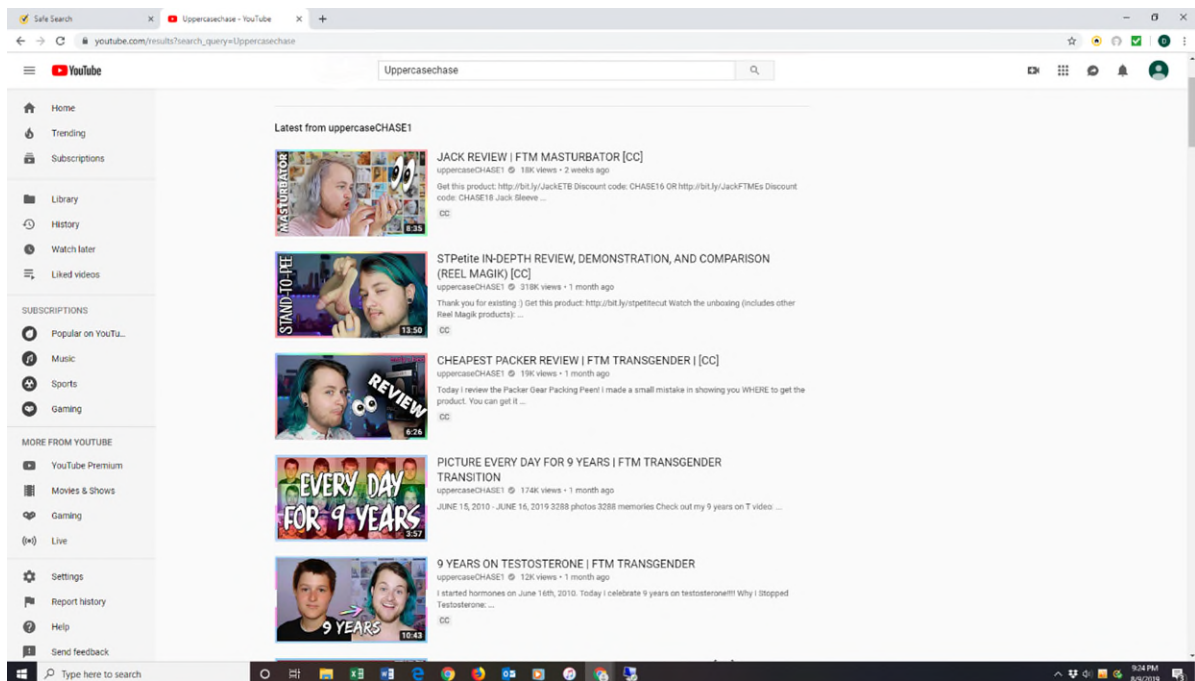 Safe Search
Uppercasechase - YouTube
youtube.com/results?search_query=Uppercasechase
YouTube
Uppercasechase
Home
Trending
Subscriptions
Library
History
Watch later
Liked videos
SUBSCRIPTIONS
Popular on YouTu...
Music
Sports
Gaming
MORE FROM YOUTUBE
YouTube Premium
Movies & Shows
Gaming
Live
Settings
Report history
Help
Send feedback
Latest from uppercaseCHASE1
MASTURBATOR
8:35
JACK REVIEW | FTM MASTURBATOR [CC]
uppercaseCHASE1 18K views • 2 weeks ago
Get this product: http://bit.ly/JackETB Discount code: CHASE16 OR http://bit.ly/JackFTMEs Discount
code: CHASE18 Jack Sleeve ...
CC
STAND-TO-PEE
13:50
STPetite IN-DEPTH REVIEW, DEMONSTRATION, AND COMPARISON
(REEL MAGIK) [CC]
uppercaseCHASE1 318K views • 1 month ago
Thank you for existing :) Get this product: http://bit.ly/stpetitecut Watch the unboxing (includes other
Reel Magik products): ...
CC
REVIEW
6:26
CHEAPEST PACKER REVIEW | FTM TRANSGENDER | [CC]
uppercaseCHASE1 19K views • 1 month ago
Today I review the Packer Gear Packing Peen! I made a small mistake in showing you WHERE to get the
product. You can get it ...
CC
EVERY DAY
FOR 9 YEARS
3:57
PICTURE EVERY DAY FOR 9 YEARS | FTM TRANSGENDER
TRANSITION
uppercaseCHASE1 174K views • 1 month ago
JUNE 15, 2010 - JUNE 16, 2019 3288 photos 3288 memories Check out my 9 years on T video: ...
9 YEARS
10:43
9 YEARS ON TESTOSTERONE | FTM TRANSGENDER
uppercaseCHASE1 12K views • 1 month ago
I started hormones on June 16th, 2010. Today I celebrate 9 years on testosterone!!!! Why I Stopped
Testosterone: ...
CC
Type here to search
9:24 PM
8/9/2019